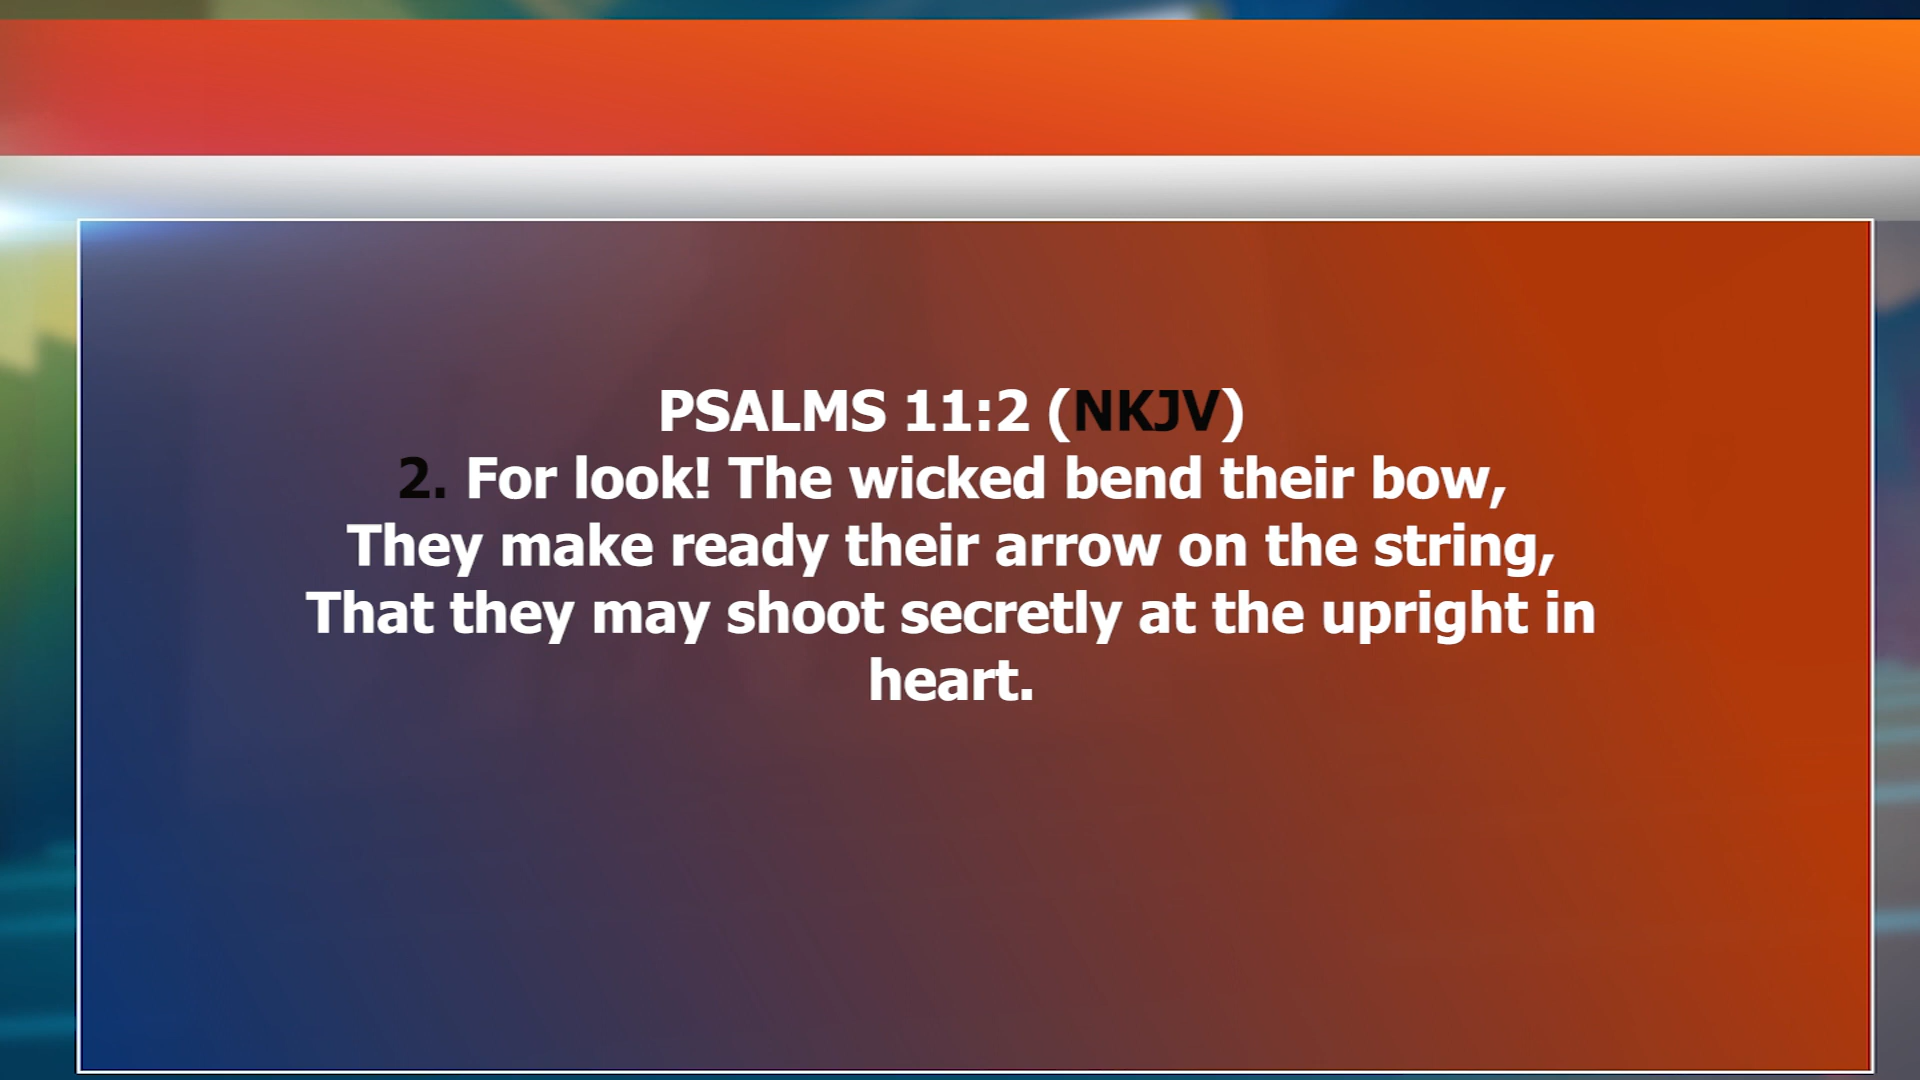 PSALMS 11:2 (NKJV)
2. For look! The wicked bend their bow,
They make ready their arrow on the string,
That they may shoot secretly at the upright in
heart.